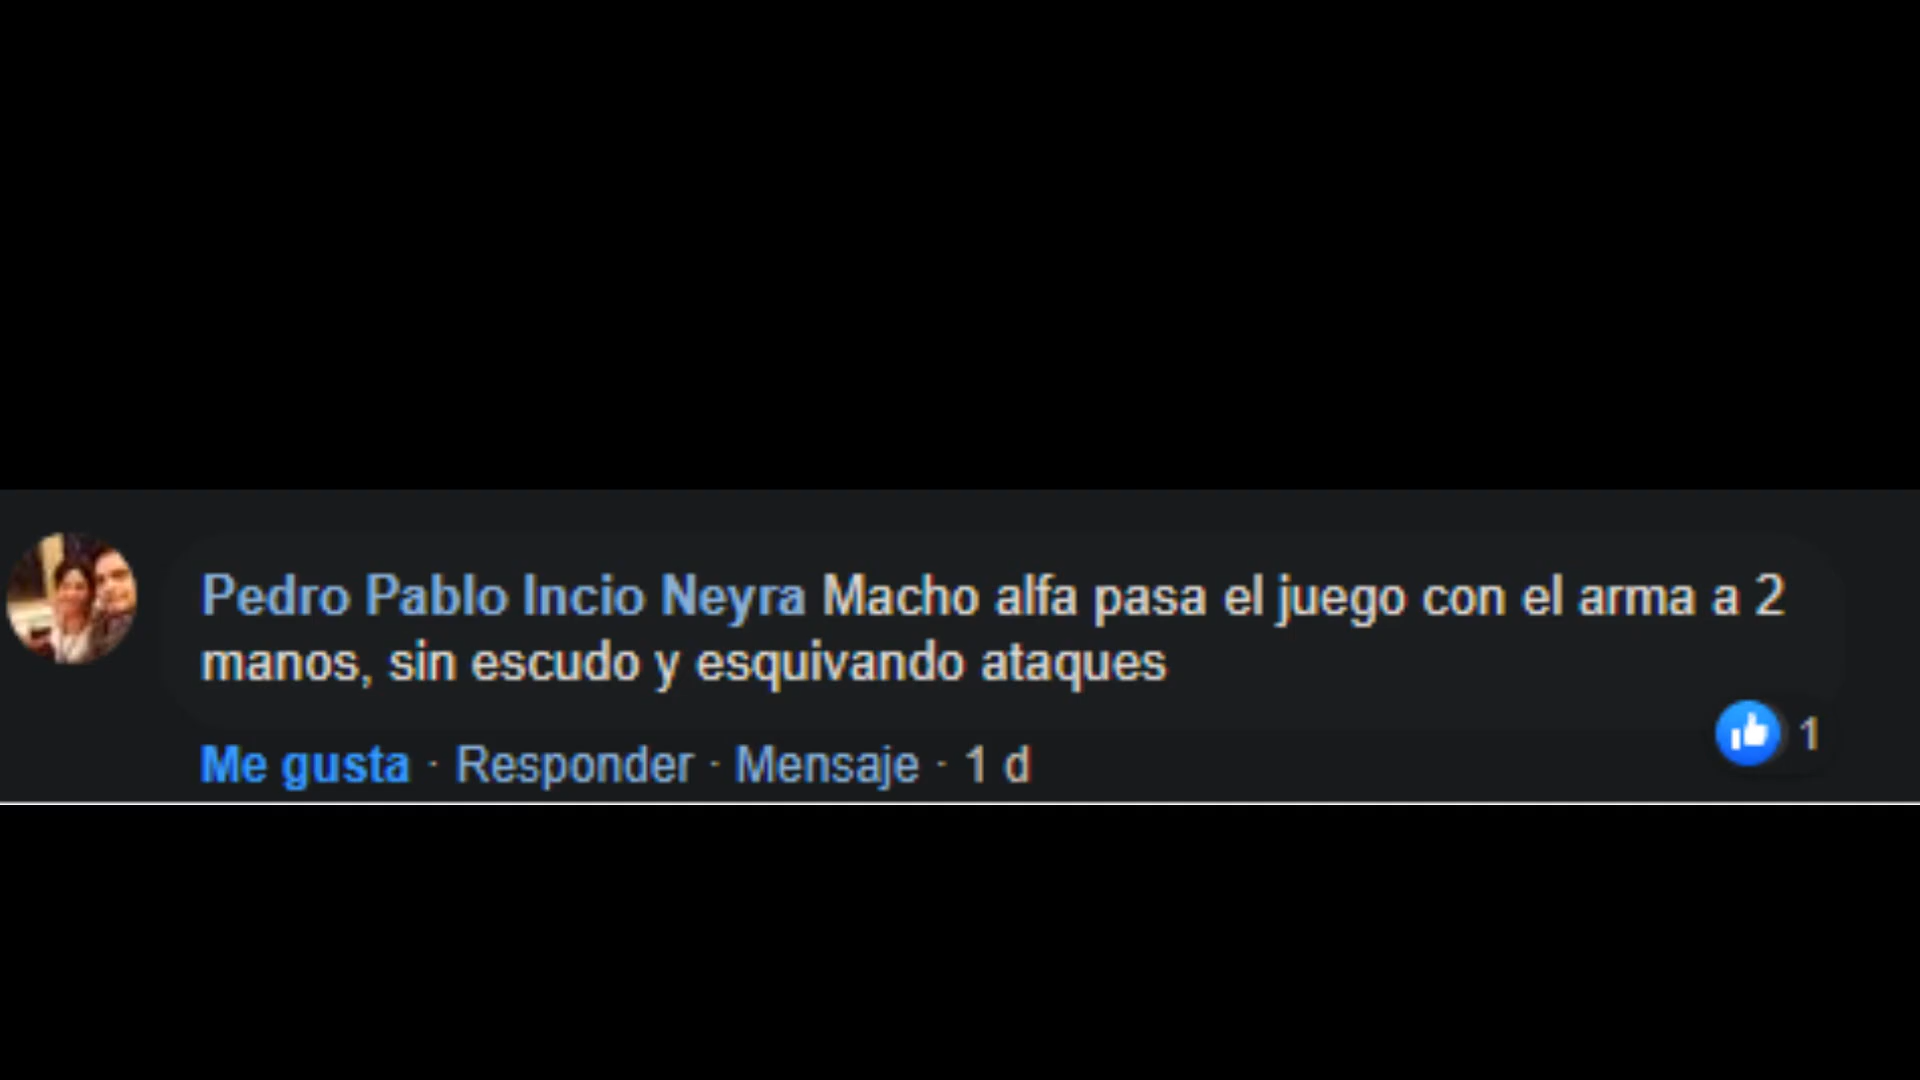 Pedro Pablo Incio Neyra Macho alfa pasa el juego con el arma a 2
manos, sin escudo y esquivando ataques
1
Me gusta · Responder · Mensaje · 1 d